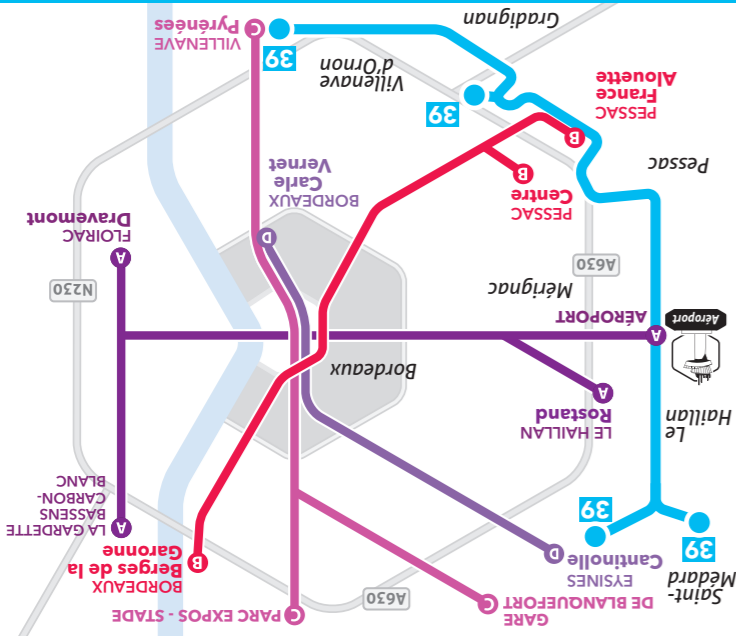 GARE
DE BLANQUEFORT
C
C
PARC EXPOS - STADE
A630
Saint-
Médard
39
39
EYSINES
Cantinolle
D
BORDEAUX
Berges de la
Garonne
B
LA GARDETTE
BASSENS
CARBON-
BLANC
A
Le
Haillan
LE HAILLAN
Rostand
A
Bordeaux
Aéroport
A
AÉROPORT
Mérignac
A630
N230
FLOIRAC
Dravemont
A
D
BORDEAUX
Carle
Vernet
PESSAC
Centre
B
Pessac
B
PESSAC
France
Alouette
39
Villenave
d'Ornon
39
C
VILLENAVE
Pyrénées
Gradignan